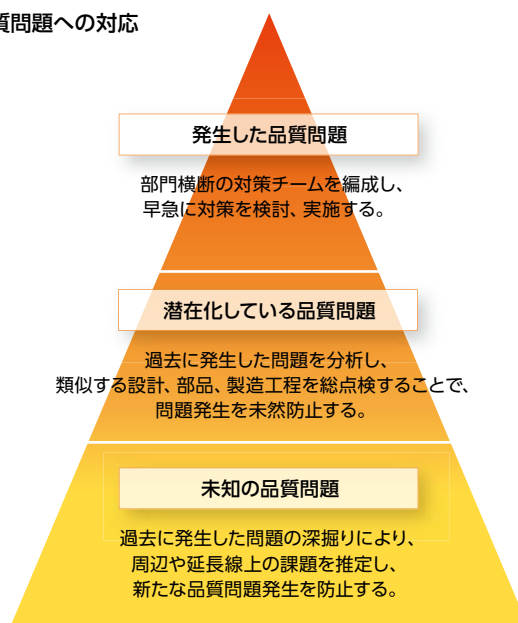 質問題への対応
発生した品質問題
部門横断の対策チームを編成し、
早急に対策を検討、実施する。
潜在化している品質問題
過去に発生した問題を分析し、
類似する設計、部品、製造工程を総点検することで、
問題発生を未然防止する。
未知の品質問題
過去に発生した問題の深掘りにより、
周辺や延長線上の課題を推定し、
新たな品質問題発生を防止する。